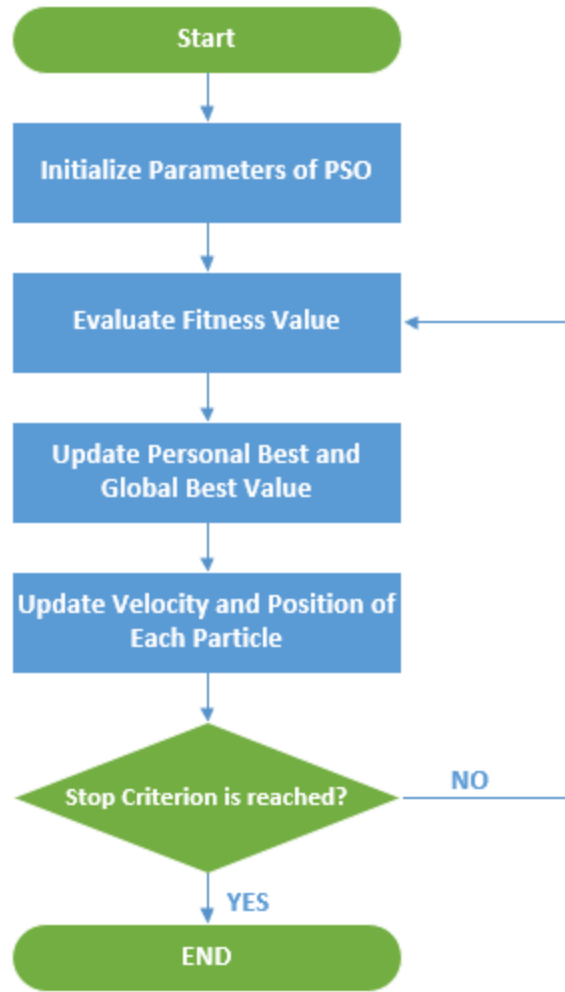 Start
Initialize Parameters of PSO
Evaluate Fitness Value
Update Personal Best and
Global Best Value
Update Velocity and Position of
Each Particle
Stop Criterion is reached?
NO
YES
END